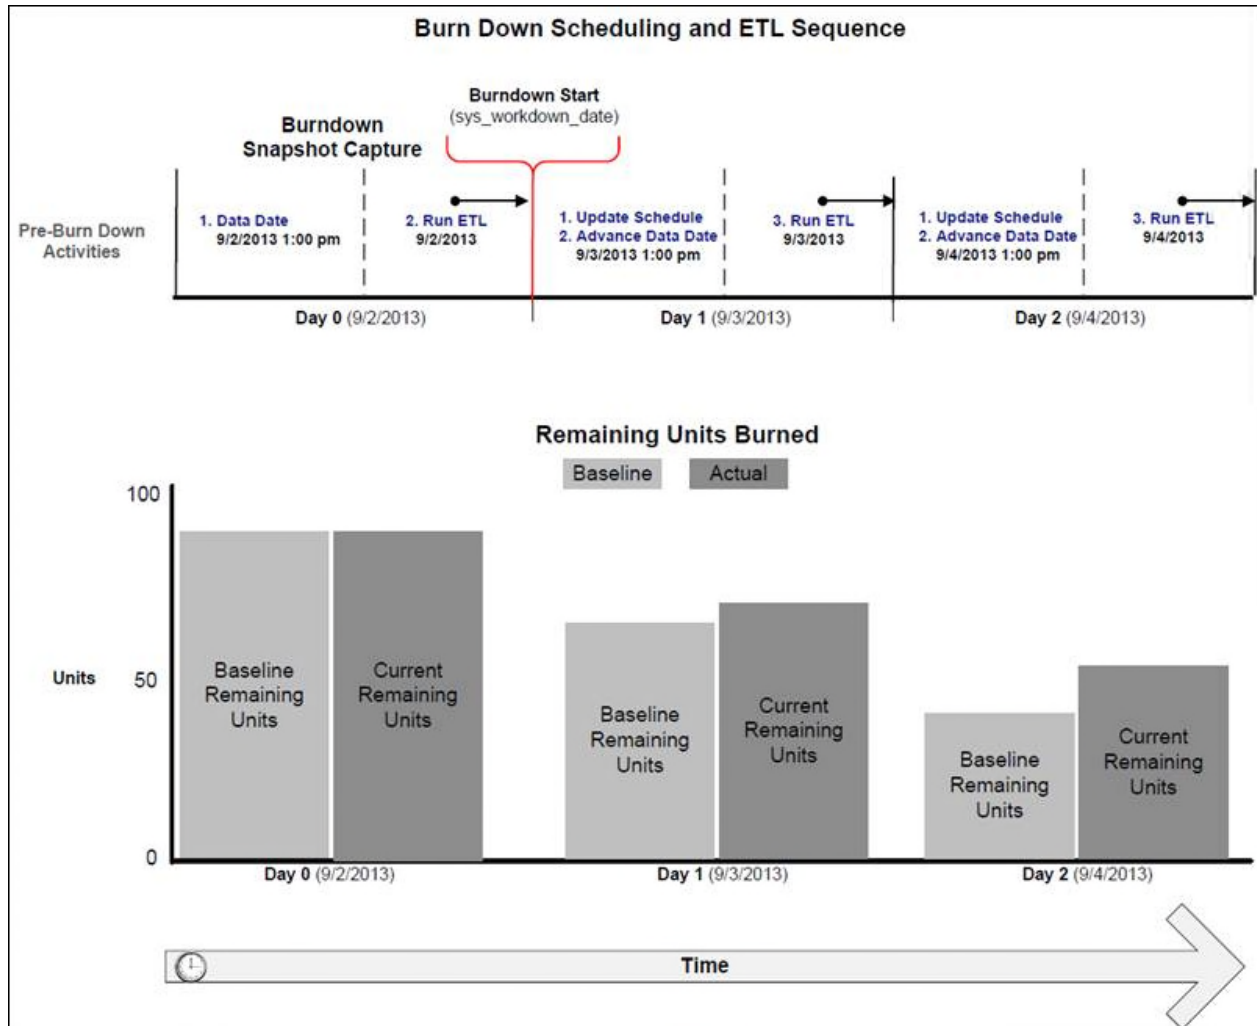 Burn Down Scheduling and ETL Sequence
Burndown Start
(sys_workdown_date)
Burndown
Snapshot Capture
Pre-Burn Down
Activities
1. Data Date
9/2/2013 1:00 pm
2. Run ETL
9/2/2013
1. Update Schedule
2. Advance Data Date
9/3/2013 1:00 pm
3. Run ETL
9/3/2013
1. Update Schedule
2. Advance Data Date
9/4/2013 1:00 pm
3. Run ETL
9/4/2013
Day 0 (9/2/2013)
Day 1 (9/3/2013)
Day 2 (9/4/2013)
Remaining Units Burned
Baseline
Actual
Units
100
50
0
Baseline
Remaining
Units
Current
Remaining
Units
Baseline
Remaining
Units
Current
Remaining
Units
Baseline
Remaining
Units
Current
Remaining
Units
Day 0 (9/2/2013)
Day 1 (9/3/2013)
Day 2 (9/4/2013)
Time